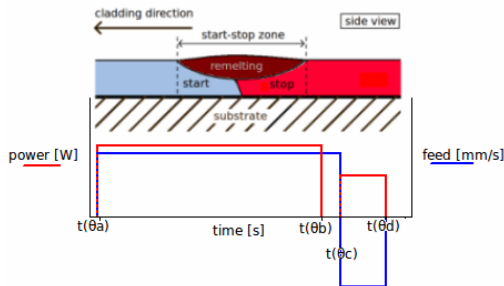 cladding direction
side view
start-stop zone
remelting
start
stop
substrate
power [W]
feed [mm/s]
t(θa)
time [s]
t(θb)
t(θd)
t(θc)